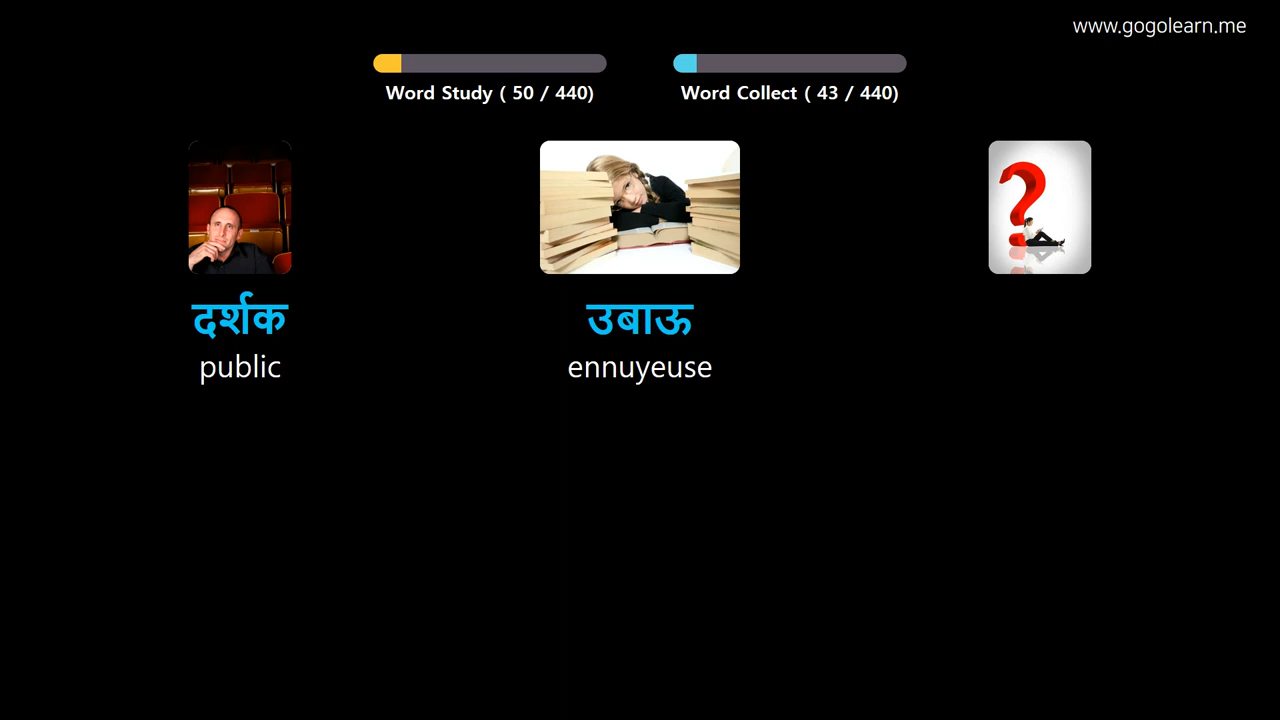 www.gogolearn.me
Word Study ( 50 / 440)
Word Collect ( 43 / 440)
दर्शक
public
उबाऊ
ennuyeuse